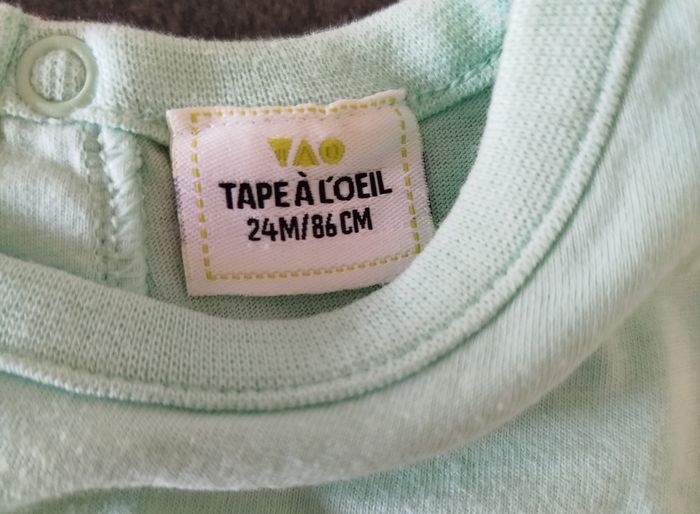 TAO
TAPE À L'OEIL
24M/86CM